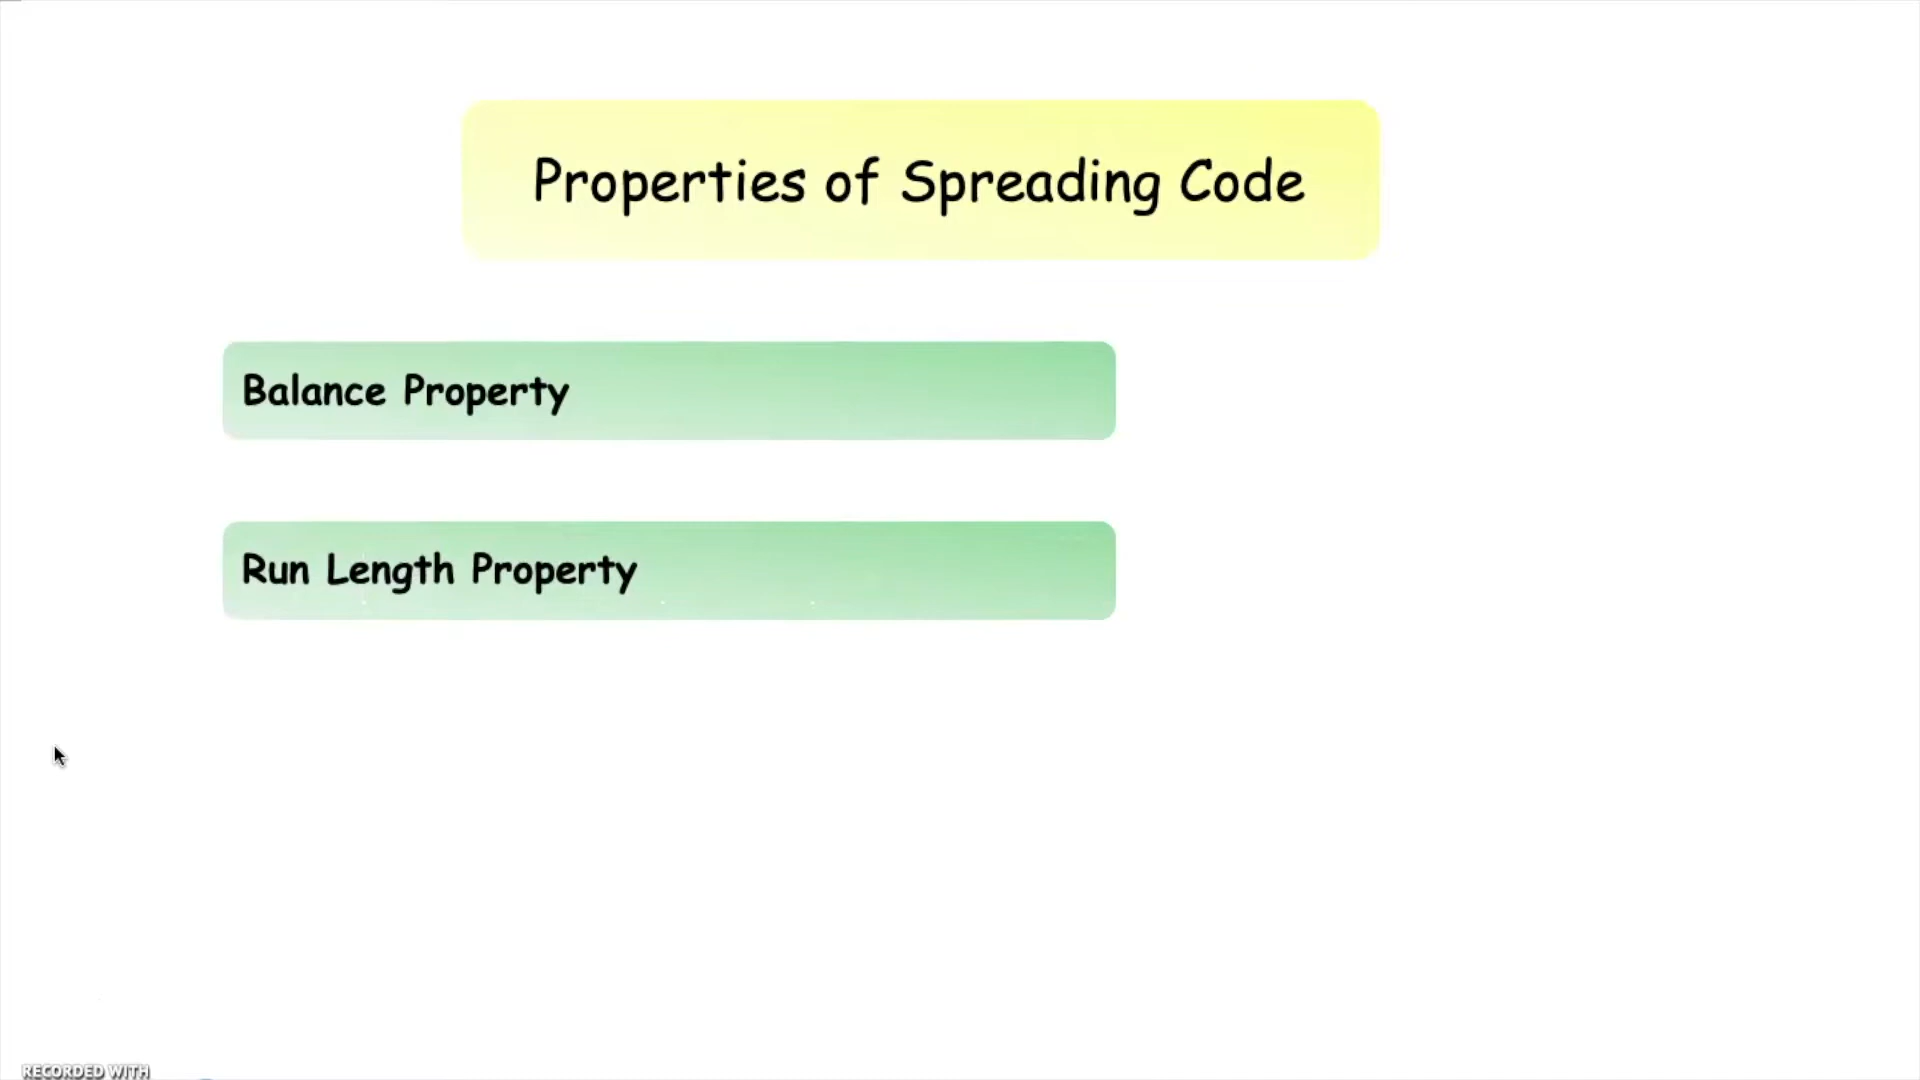 Properties of Spreading Code
Balance Property
Run Length Property
RECORDED WITH